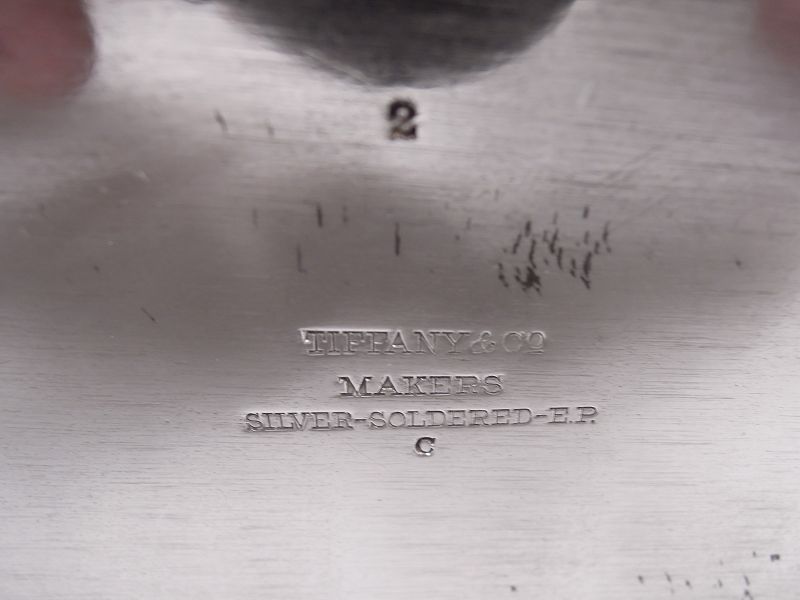 2
TIFFANY & Co
MAKERS
SILVER-SOLDERED-E.P.
C